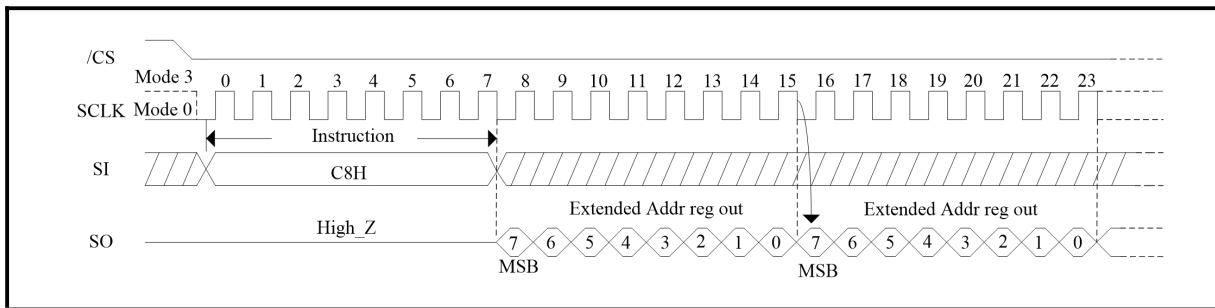 /CS
Mode 3
0 1 2 3 4 5 6 7 8 9 10 11 12 13 14 15 16 17 18 19 20 21 22 23
SCLK Mode 0
Instruction
SI C8H
Extended Addr reg out Extended Addr reg out
High_Z
SO 7 6 5 4 3 2 1 0 7 6 5 4 3 2 1 0
MSB MSB